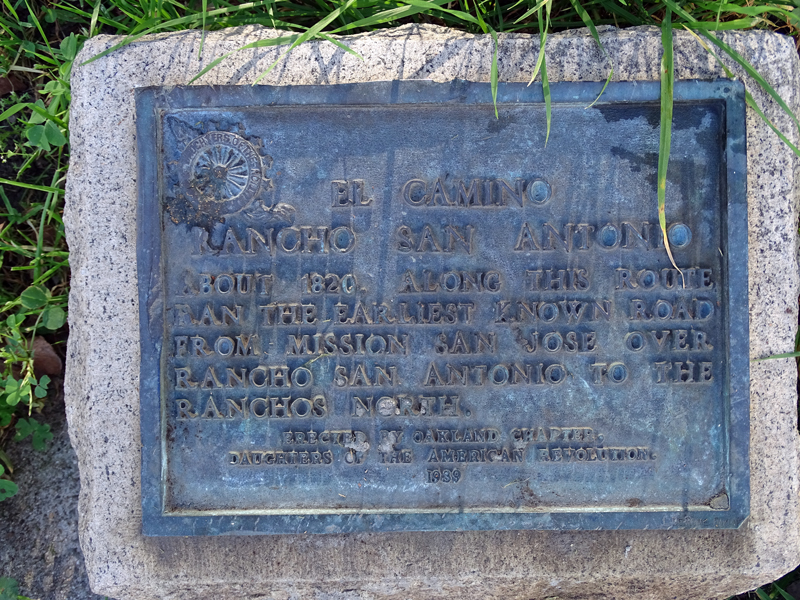 EL CAMINO
RANCHO SAN ANTONIO
ABOUT 1820, ALONG THIS ROUTE
RAN THE EARLIEST KNOWN ROAD
FROM MISSION SAN JOSE OVER
RANCHO SAN ANTONIO TO THE
RANCHOS NORTH.
ERECTED BY OAKLAND CHAPTER,
DAUGHTERS OF THE AMERICAN REVOLUTION.
1939